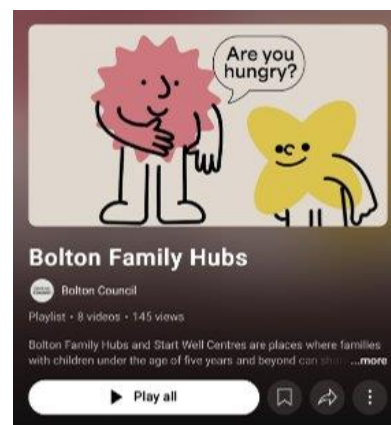 Are you
hungry?
Bolton Family Hubs
Bolton Council
Playlist • 8 videos • 145 views
Bolton Family Hubs and Start Well Centres are places where families
with children under the age of five years and beyond can ...more
Play all